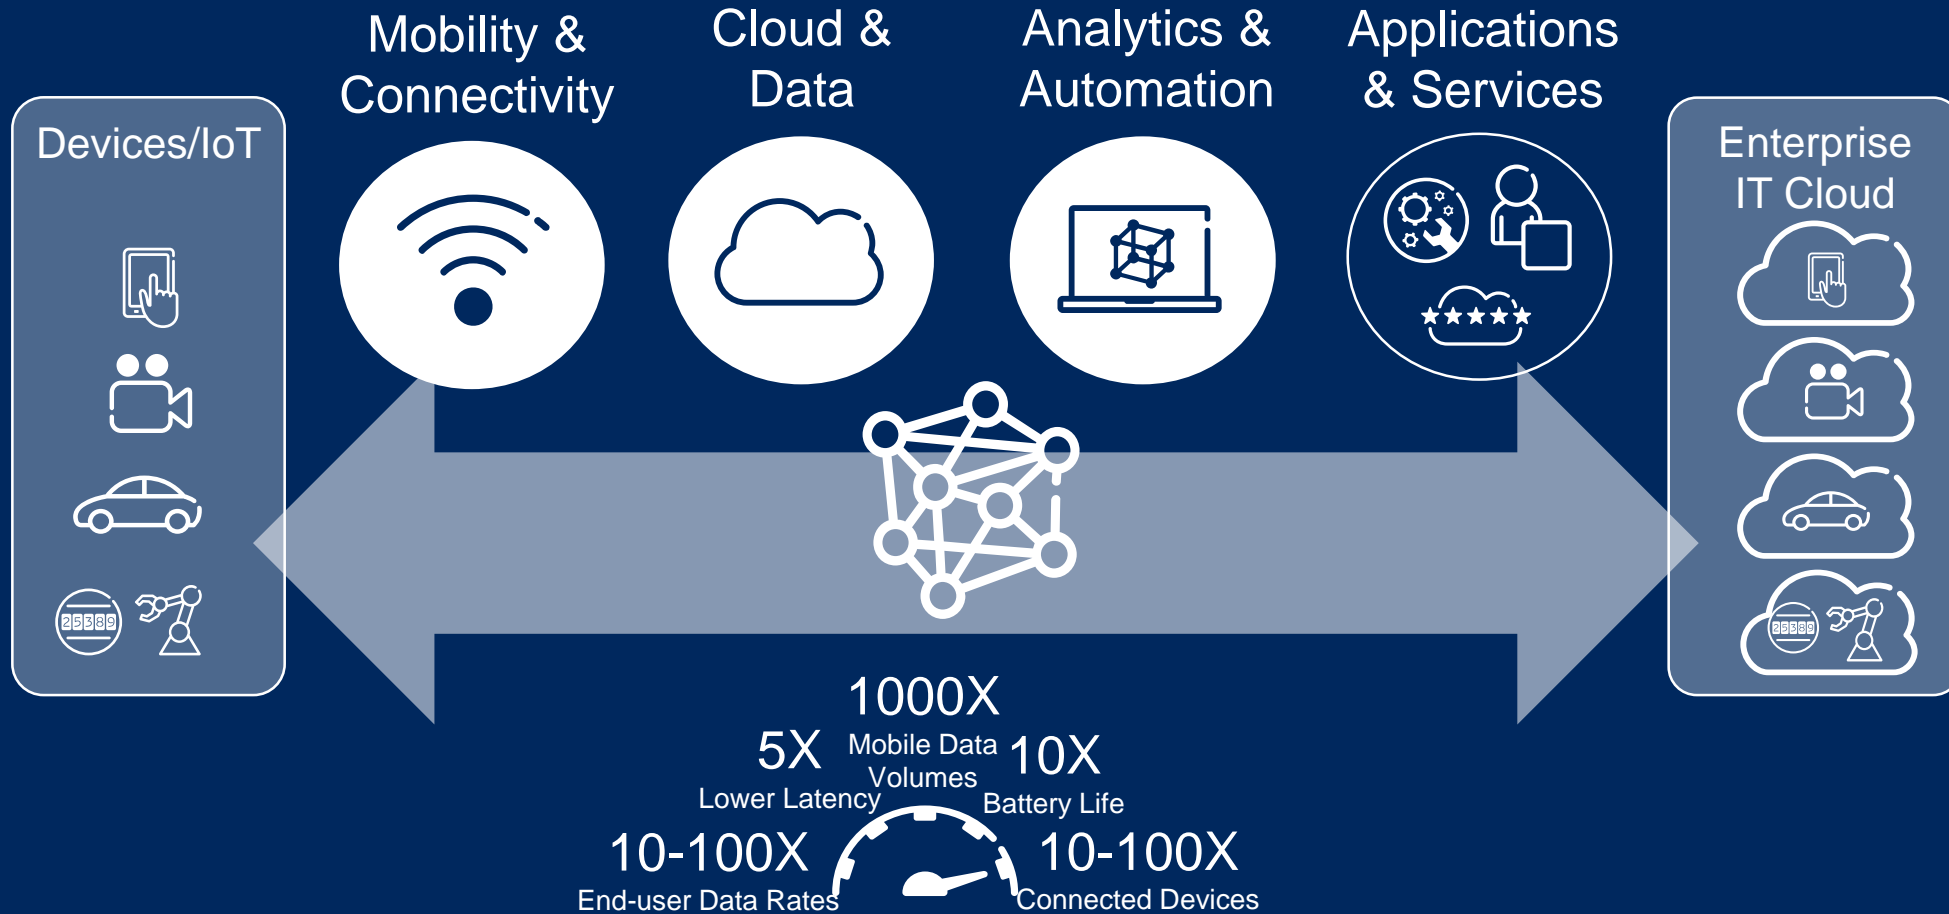 Mobility &
Connectivity
Cloud &
Data
Analytics &
Automation
Applications
& Services
Devices/IoT
25389
Enterprise
IT Cloud
25389
1000X
Mobile Data
Volumes
5X
Lower Latency
10X
Battery Life
10-100X
End-user Data Rates
10-100X
Connected Devices